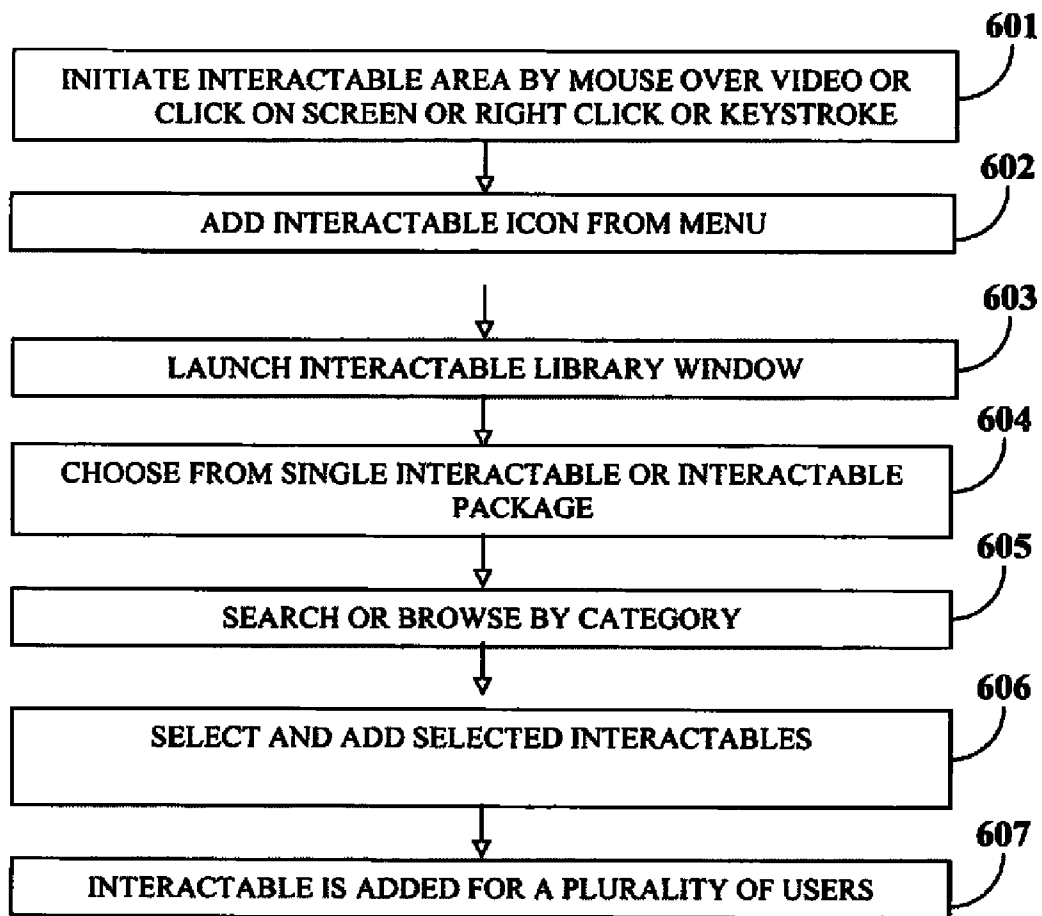 601
INITIATE INTERACTABLE AREA BY MOUSE OVER VIDEO OR
CLICK ON SCREEN OR RIGHT CLICK OR KEYSTROKE
602
ADD INTERACTABLE ICON FROM MENU
603
LAUNCH INTERACTABLE LIBRARY WINDOW
604
CHOOSE FROM SINGLE INTERACTABLE OR INTERACTABLE
PACKAGE
605
SEARCH OR BROWSE BY CATEGORY
606
SELECT AND ADD SELECTED INTERACTABLES
607
INTERACTABLE IS ADDED FOR A PLURALITY OF USERS